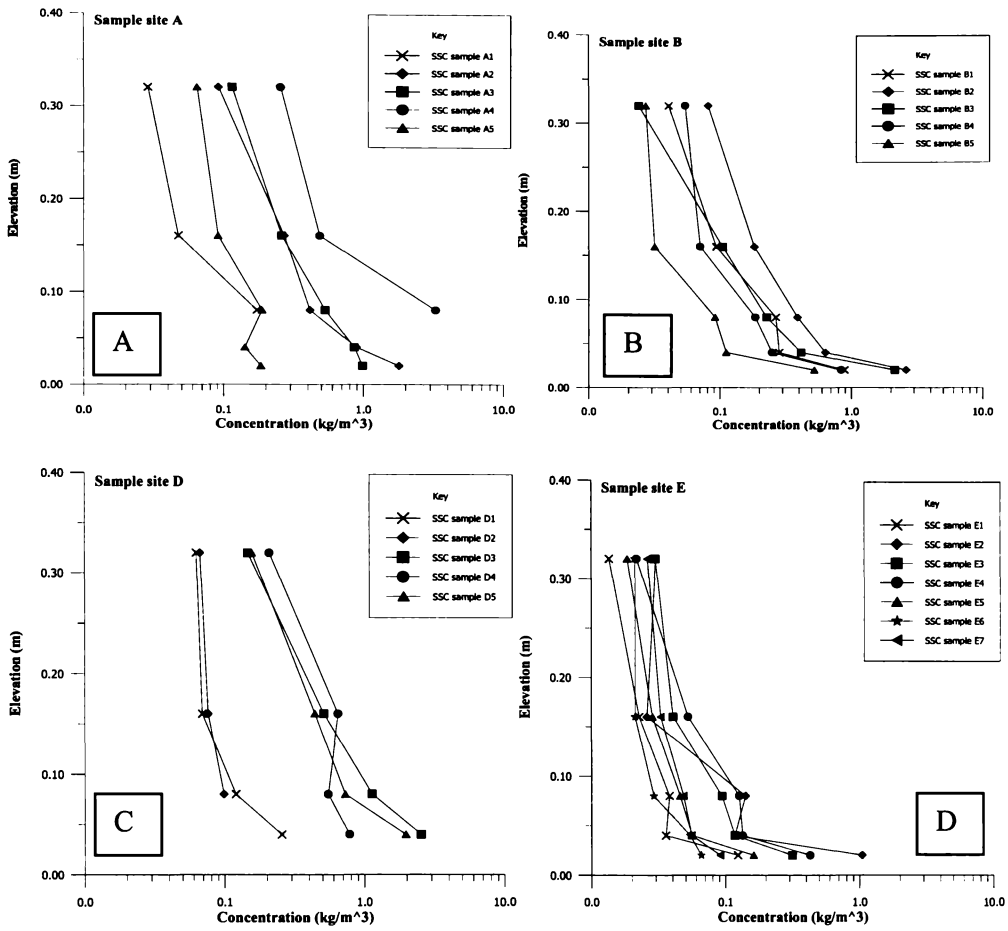 Sample site A
Key
SSC sample A1
SSC sample A2
SSC sample A3
SSC sample A4
SSC sample A5
0.40
0.30
0.20
0.10
0.00
Elevation (m)
A
0.0
0.1
1.0
10.0
Concentration (kg/m^3)
Sample site B
Key
SSC sample B1
SSC sample B2
SSC sample B3
SSC sample B4
SSC sample B5
0.40
0.30
0.20
0.10
0.00
Elevation (m)
B
0.0
0.1
1.0
10.0
Concentration (kg/m^3)
Sample site D
Key
SSC sample D1
SSC sample D2
SSC sample D3
SSC sample D4
SSC sample D5
0.40
0.30
0.20
0.10
0.00
Elevation (m)
C
0.0
0.1
1.0
10.0
Concentration (kg/m^3)
Sample site E
Key
SSC sample E1
SSC sample E2
SSC sample E3
SSC sample E4
SSC sample E5
SSC sample E6
SSC sample E7
0.40
0.30
0.20
0.10
0.00
Elevation (m)
D
0.0
0.1
1.0
10.0
Concentration (kg/m^3)